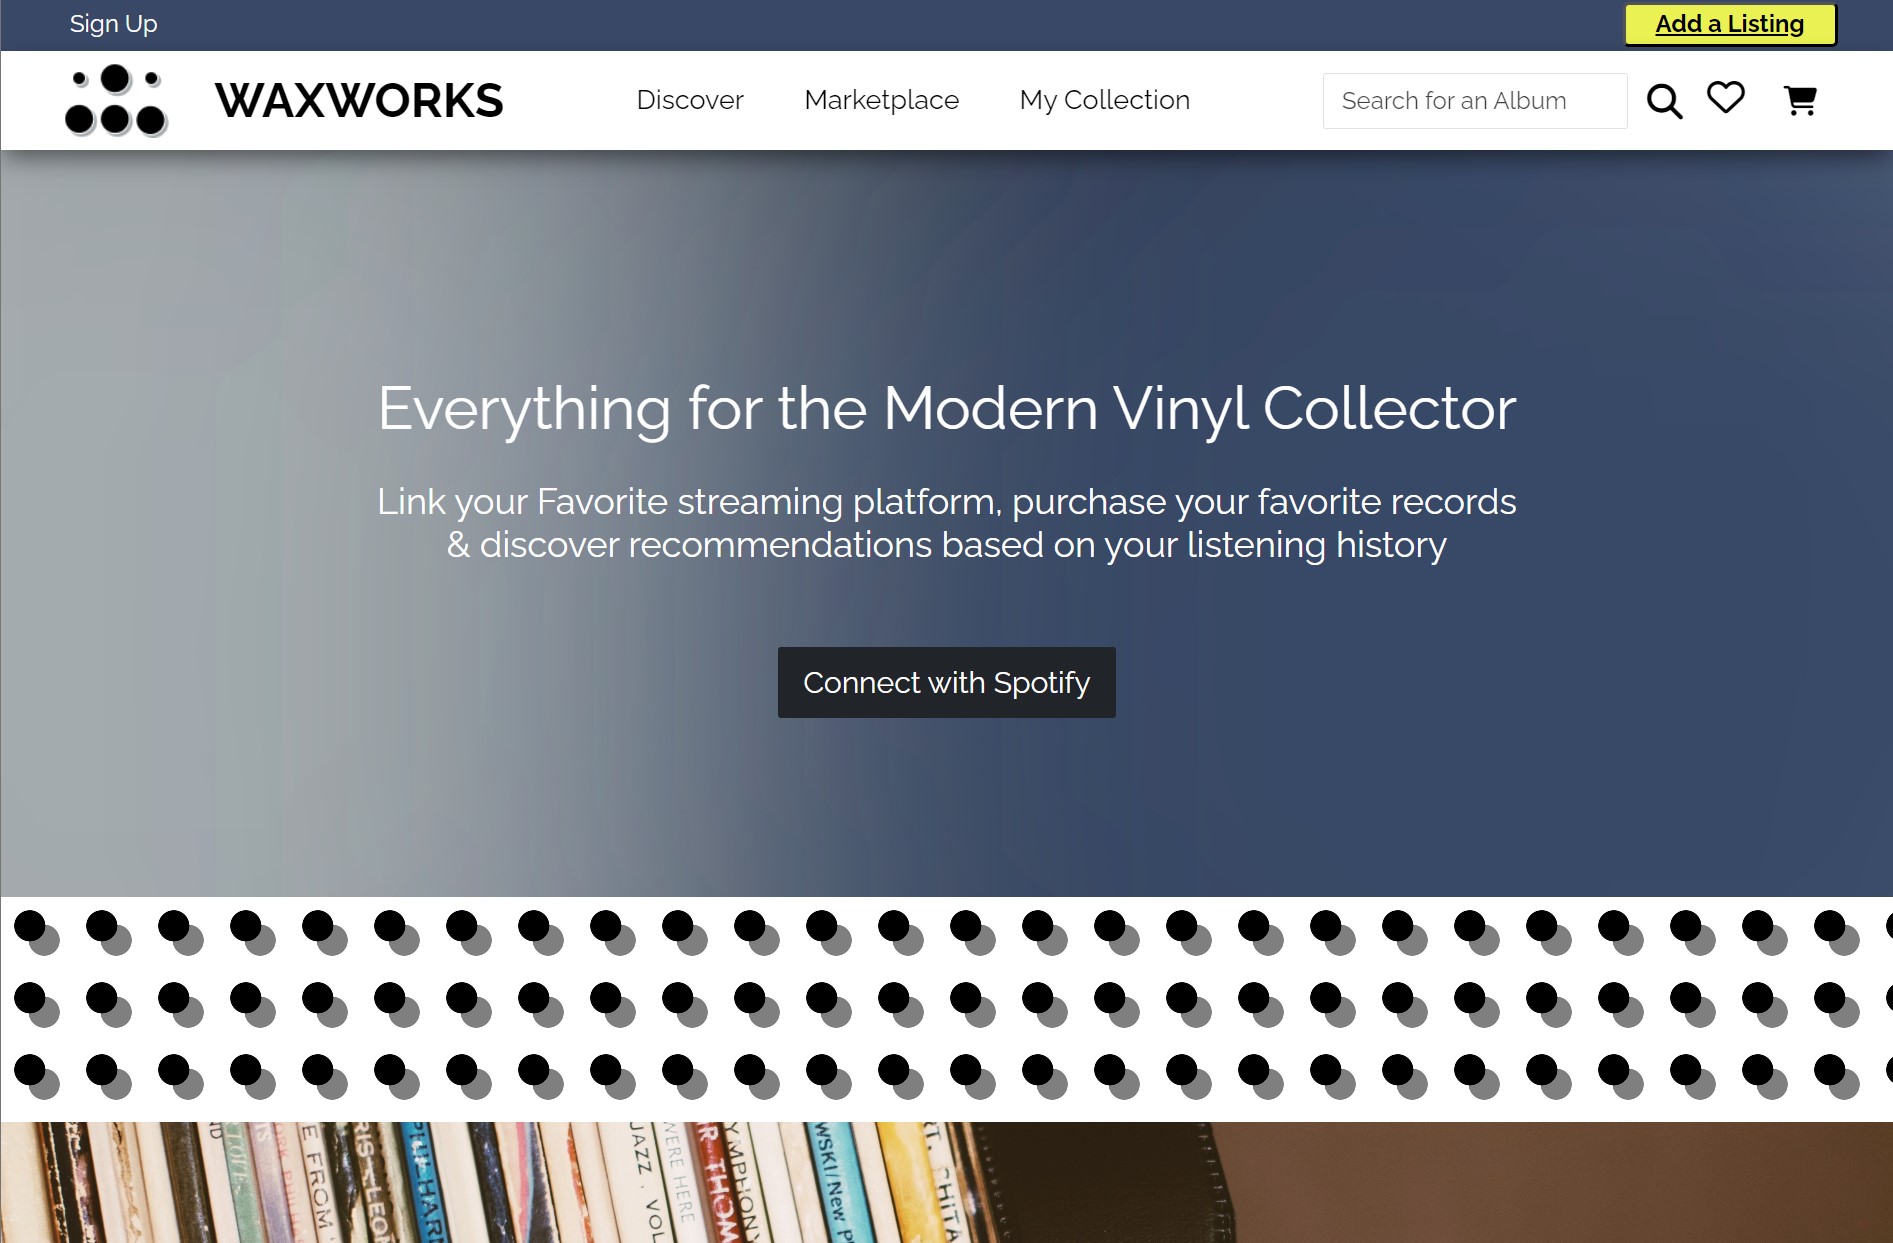 Sign Up
Add a Listing
WAXWORKS
Discover
Marketplace
My Collection
Search for an Album
Everything for the Modern Vinyl Collector
Link your Favorite streaming platform, purchase your favorite records
& discover recommendations based on your listening history
Connect with Spotify
E FROM
JAZZ . VOL
WERE HERE
THOM
WSKI/New